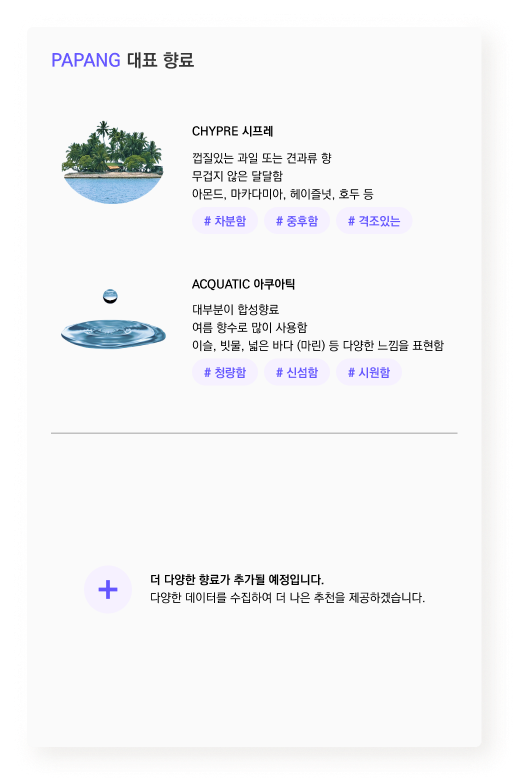 PAPANG 대표 향료
CHYPRE 시프레
껍질있는 과일 또는 견과류 향
무겁지 않은 달달함
아몬드, 마카다미아, 헤이즐넛, 호두 등
# 차분함 # 중후함 # 격조있는
ACQUATIC 아쿠아틱
대부분이 합성향료
여름 향수로 많이 사용함
이슬, 빗물, 넓은 바다 (마린) 등 다양한 느낌을 표현함
# 청량함 # 신섬함 # 시원함
더 다양한 향료가 추가될 예정입니다.
다양한 데이터를 수집하여 더 나은 추천을 제공하겠습니다.